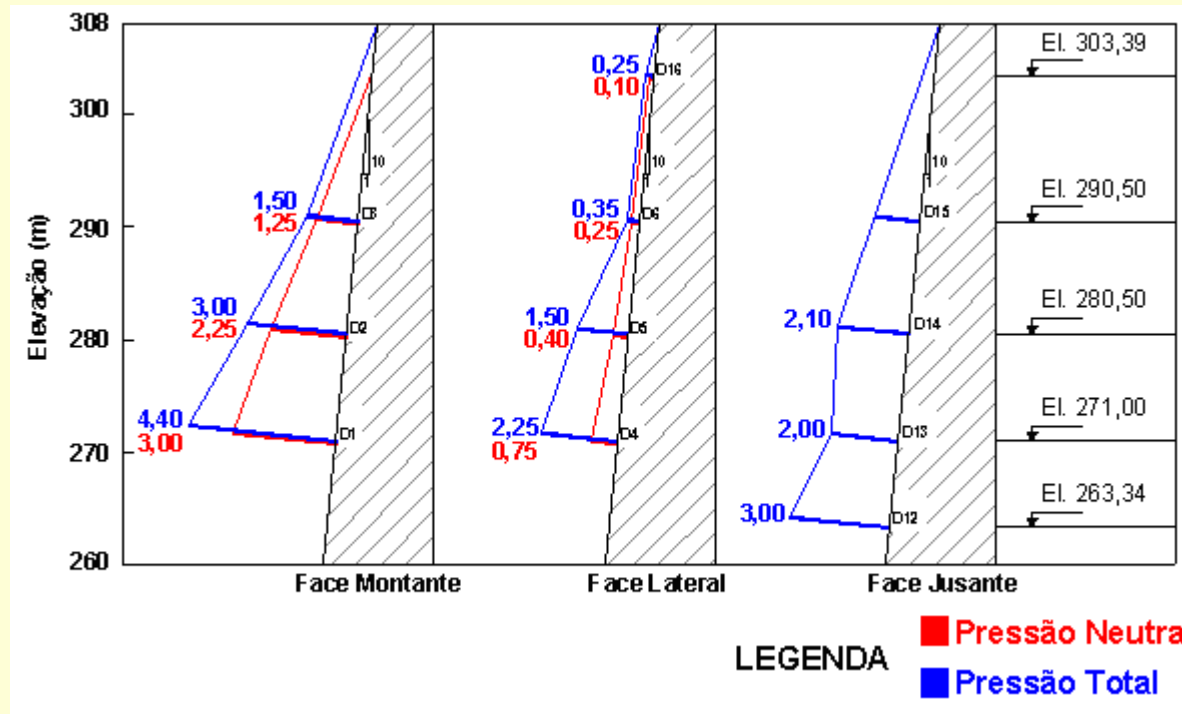 308
300
290
280
270
260
Elevação (m)
1,50
1,25
3,00
2,25
4,40
3,00
10
D3
D2
D1
Face Montante
0,25
0,10
0,35
0,25
1,50
0,40
2,25
0,75
D16
10
D6
D5
D4
Face Lateral
2,10
2,00
3,00
10
D15
D14
D13
D12
Face Jusante
El. 303,39
El. 290,50
El. 280,50
El. 271,00
El. 263,34
LEGENDA
Pressão Neutra
Pressão Total